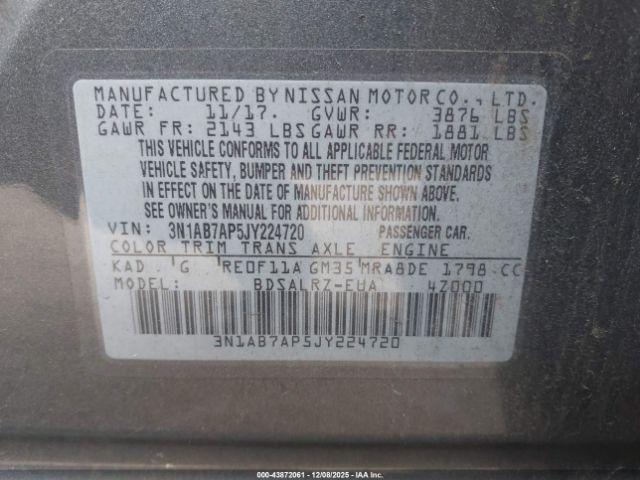 MANUFACTURED BY NISSAN MOTOR CO., LTD.
DATE: 11/17. GVWR: 3876 LBS
GAWR FR: 2143 LBS GAWR RR: 1881 LBS
THIS VEHICLE CONFORMS TO ALL APPLICABLE FEDERAL MOTOR
VEHICLE SAFETY, BUMPER AND THEFT PREVENTION STANDARDS
IN EFFECT ON THE DATE OF MANUFACTURE SHOWN ABOVE.
SEE OWNER'S MANUAL FOR ADDITIONAL INFORMATION.
VIN: 3N1AB7AP5JY224720 PASSENGER CAR.
COLOR TRIM TRANS AXLE ENGINE
KAD G RE0F11A GM35 MRA8DE 1798 CC
MODEL: BDSALRZ-EUA 4Z000
3N1AB7AP5JY224720
000-43872061 - 12/08/2025 - IAAI.COM